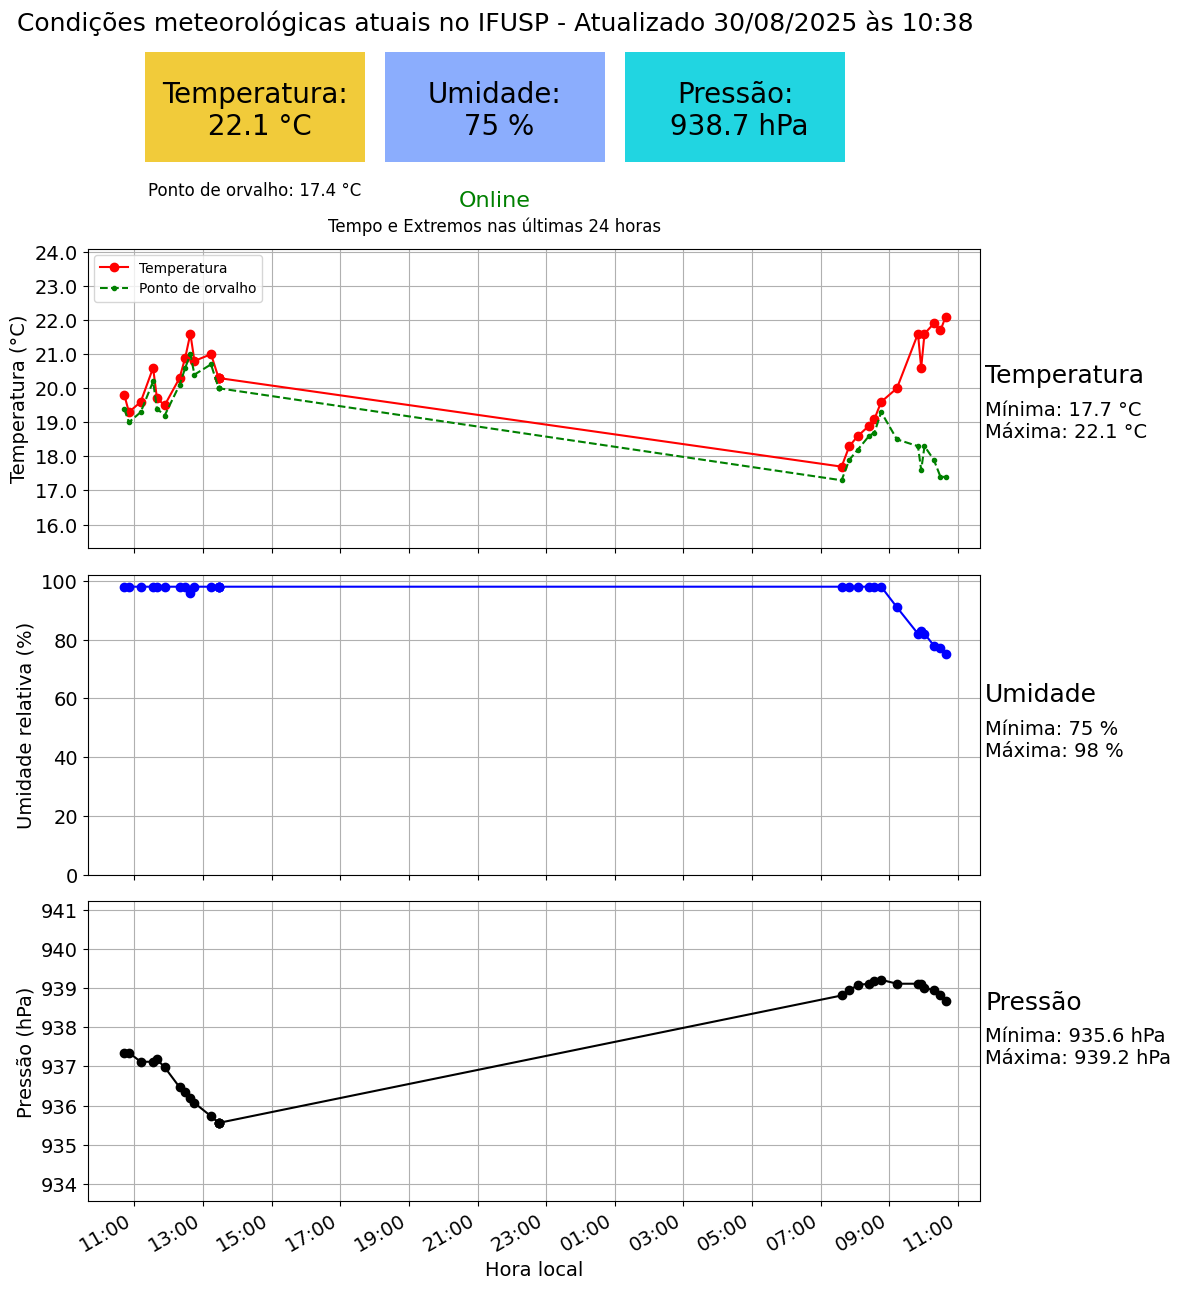 Condições meteorológicas atuais no IFUSP - Atualizado 30/08/2025 às 10:38
Temperatura:
22.1 °C
Umidade:
75 %
Pressão:
938.7 hPa
Ponto de orvalho: 17.4 °C
Online
Tempo e Extremos nas últimas 24 horas
Temperatura (°C)
24.0
23.0
22.0
21.0
20.0
19.0
18.0
17.0
16.0
Temperatura
Ponto de orvalho
Temperatura
Mínima: 17.7 °C
Máxima: 22.1 °C
Umidade relativa (%)
100
80
60
40
20
0
Umidade
Mínima: 75 %
Máxima: 98 %
Pressão (hPa)
941
940
939
938
937
936
935
934
Pressão
Mínima: 935.6 hPa
Máxima: 939.2 hPa
11:00 13:00 15:00 17:00 19:00 21:00 23:00 01:00 03:00 05:00 07:00 09:00 11:00
Hora local